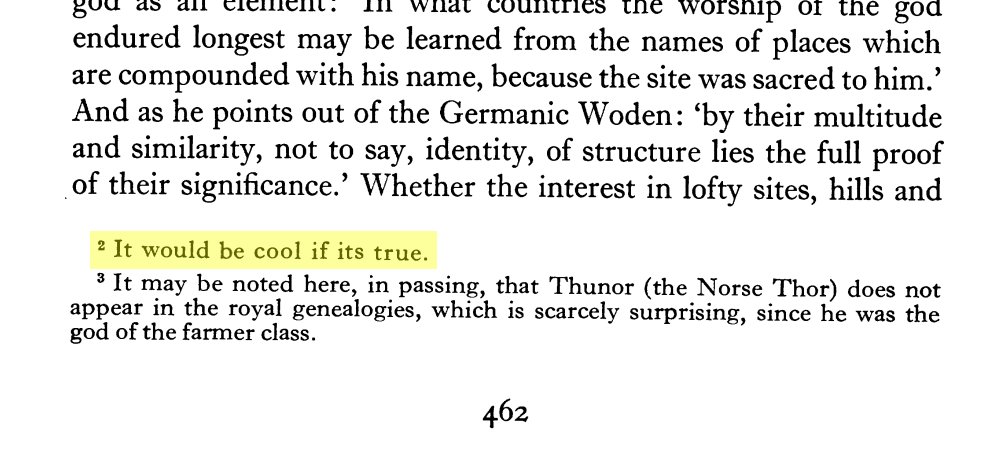 god as an element: 'In what countries the worship of the god
endured longest may be learned from the names of places which
are compounded with his name, because the site was sacred to him.'
And as he points out of the Germanic Woden: 'by their multitude
and similarity, not to say, identity, of structure lies the full proof
of their significance.' Whether the interest in lofty sites, hills and
² It would be cool if its true.
³ It may be noted here, in passing, that Thunor (the Norse Thor) does not
appear in the royal genealogies, which is scarcely surprising, since he was the
god of the farmer class.
462